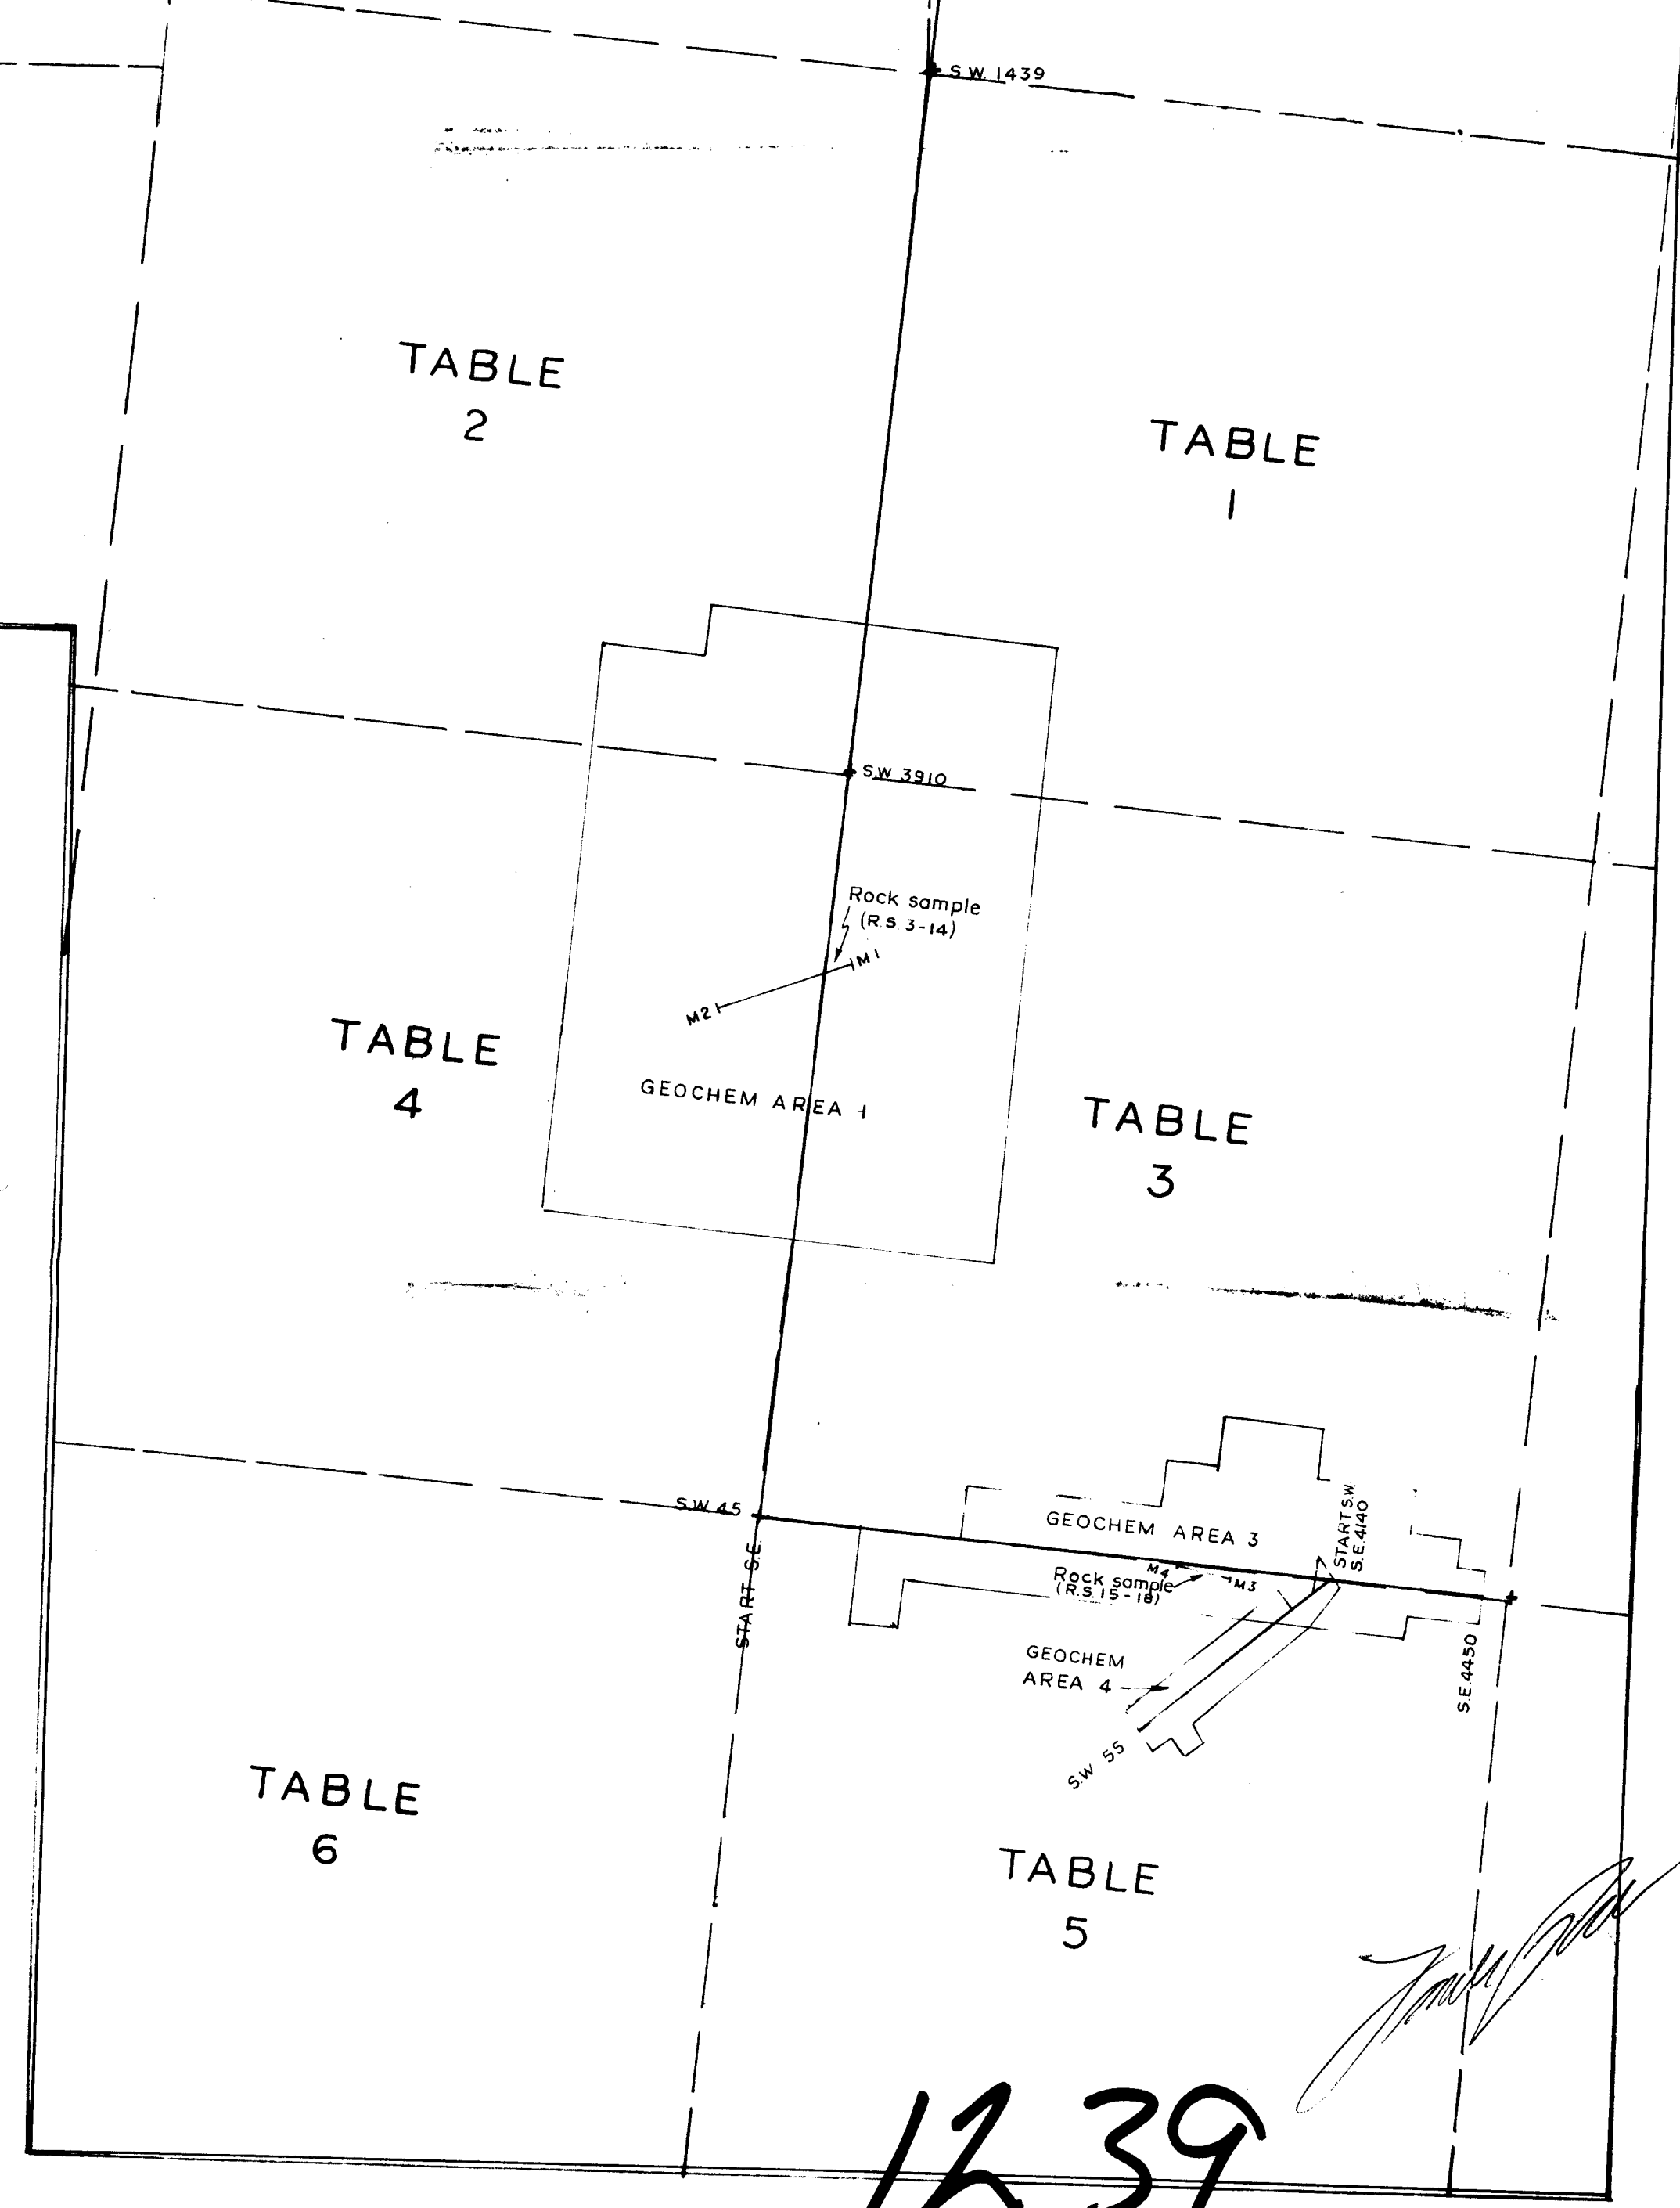 S.W. 1439
TABLE
2
TABLE
1
S.W 3910
Rock sample
(R.S. 3-14)
M1
M2
TABLE
4
GEOCHEM AREA 1
TABLE
3
S.W 45
START S.E.
GEOCHEM AREA 3
START S.W.
S.E. 4140
M4
Rock sample
(R.S. 15-18)
M3
GEOCHEM
AREA 4
S.W 55
S.E. 4450
TABLE
6
TABLE
5
12 39